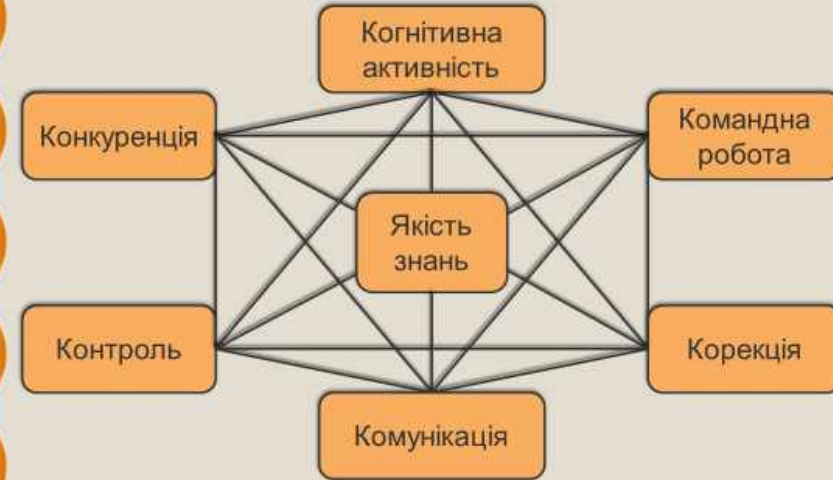 Когнітивна
активність
Конкуренція
Командна
робота
Якість
знань
Контроль
Корекція
Комунікація